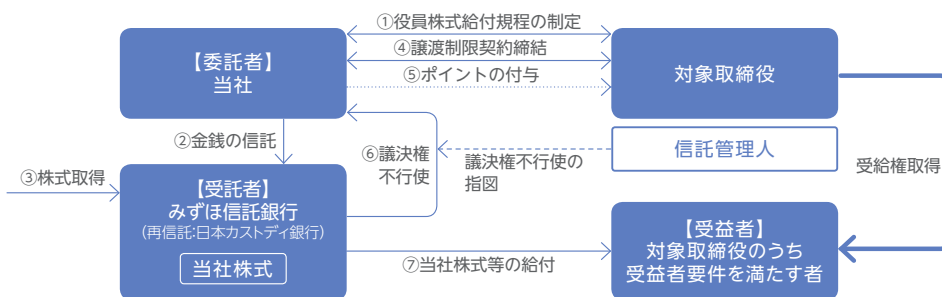 ①役員株式給付規程の制定
【委託者】
当社
④譲渡制限契約締結
対象取締役
⑤ポイントの付与
②金銭の信託
⑥議決権
不行使
議決権不行使の
指図
信託管理人
受給権取得
③株式取得
【受託者】
みずほ信託銀行
(再信託:日本カストディ銀行)
当社株式
⑦当社株式等の給付
【受益者】
対象取締役のうち
受益者要件を満たす者